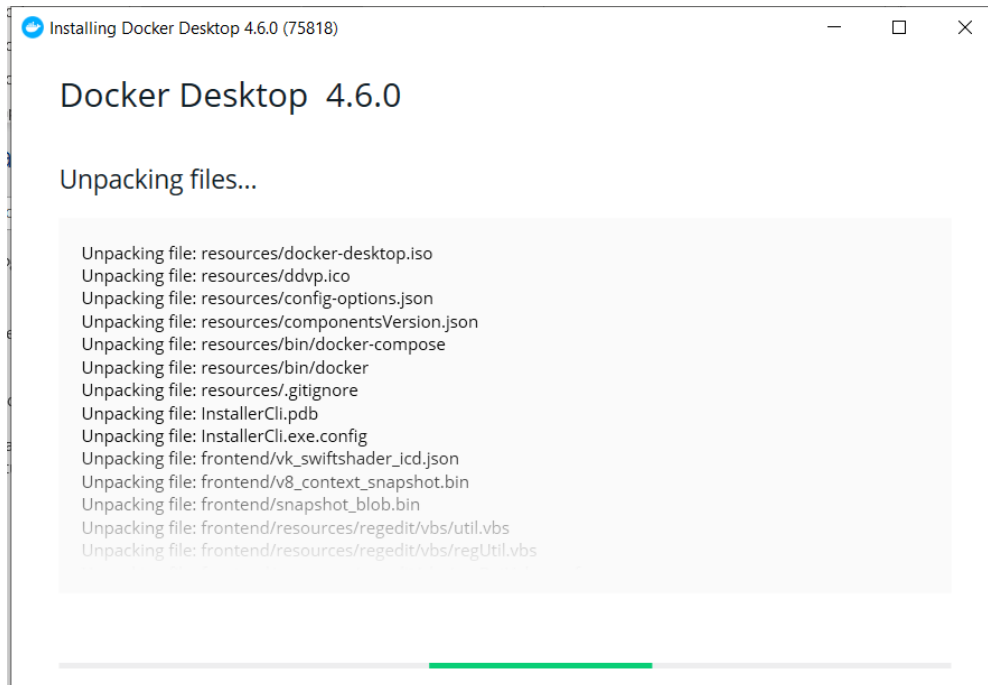 Installing Docker Desktop 4.6.0 (75818)
Docker Desktop 4.6.0
Unpacking files...
Unpacking file: resources/docker-desktop.iso
Unpacking file: resources/ddvp.ico
Unpacking file: resources/config-options.json
Unpacking file: resources/componentsVersion.json
Unpacking file: resources/bin/docker-compose
Unpacking file: resources/bin/docker
Unpacking file: resources/.gitignore
Unpacking file: InstallerCli.pdb
Unpacking file: InstallerCli.exe.config
Unpacking file: frontend/vk_swiftshader_icd.json
Unpacking file: frontend/v8_context_snapshot.bin
Unpacking file: frontend/snapshot_blob.bin
Unpacking file: frontend/resources/regedit/vbs/util.vbs
Unpacking file: frontend/resources/regedit/vbs/regUtil.vbs